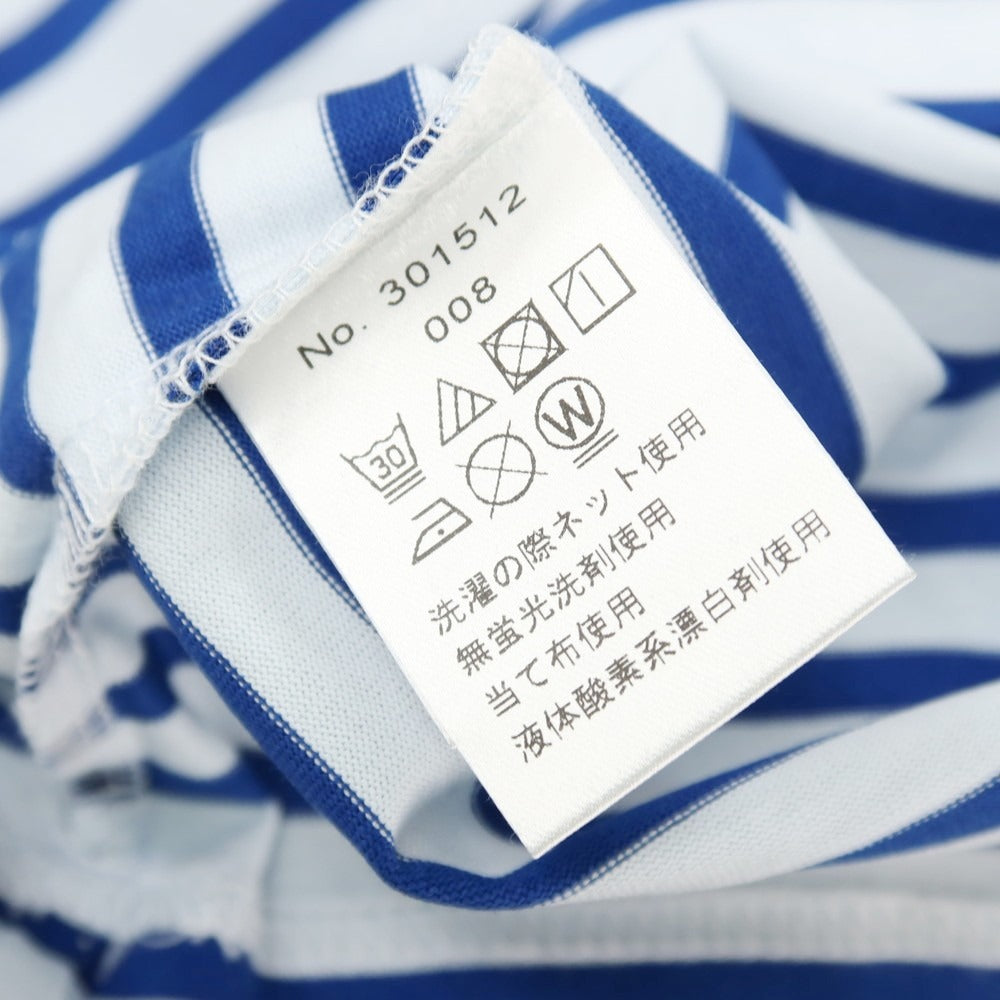 No. 301512
008
30
W
洗濯の際ネット使用
無蛍光洗剤使用
当て布使用
液体酸素系漂白剤使用